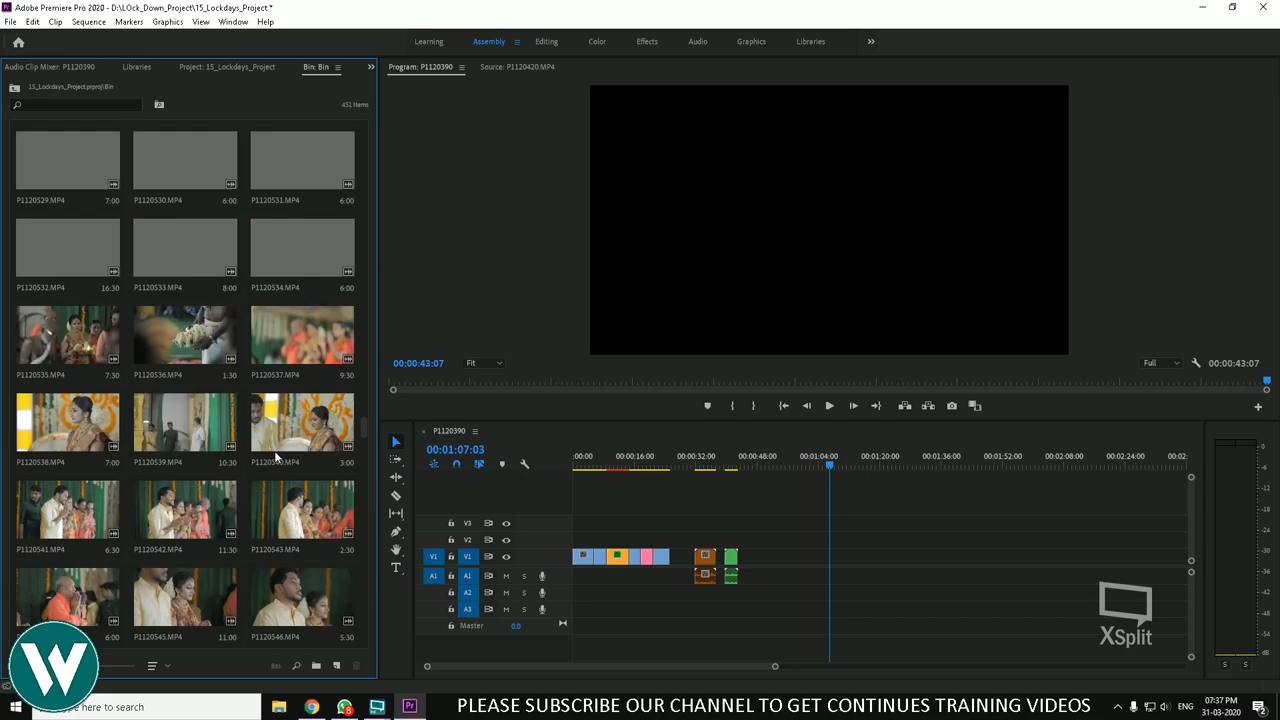 Adobe Premiere Pro 2020 - D:\LOck_Down_Project\15_Lockdays_Project *
File Edit Clip Sequence Markers Graphics View Window Help
Learning Assembly Editing Color Effects Audio Graphics Libraries
Audio Clip Mixer: P1120390 Libraries Project: 15_Lockdays_Project Bin: Bin
Program: P1120390 Source: P1120420.MP4
15_Lockdays_Project.prproj\Bin
451 Items
P1120529.MP4 7:00 P1120530.MP4 6:00 P1120531.MP4 6:00
P1120532.MP4 16:30 P1120533.MP4 8:00 P1120534.MP4 6:00
P1120535.MP4 7:30 P1120536.MP4 1:30 P1120537.MP4 9:30
P1120538.MP4 7:00 P1120539.MP4 10:30 3:00
P1120541.MP4 6:30 P1120542.MP4 11:30 P1120543.MP4 2:30
6:00 P1120545.MP4 11:00 P1120546.MP4 5:30
00:00:43:07 Fit Full 00:00:43:07
P1120390
00:01:07:03
:00:00 00:00:16:00 00:00:32:00 00:00:48:00 00:01:04:00 00:01:20:00 00:01:36:00 00:01:52:00 00:02:08:00 00:02:24:00 00:02:
V3
V2
V1 V1
A1 A1 M S
A2 M S
A3 M S
Master 0.0
0
dB
S S
XSplit
W
here to search
Pr
8
PLEASE SUBSCRIBE OUR CHANNEL TO GET CONTINUES TRAINING VIDEOS
ENG
07:37 PM
31-03-2020
2